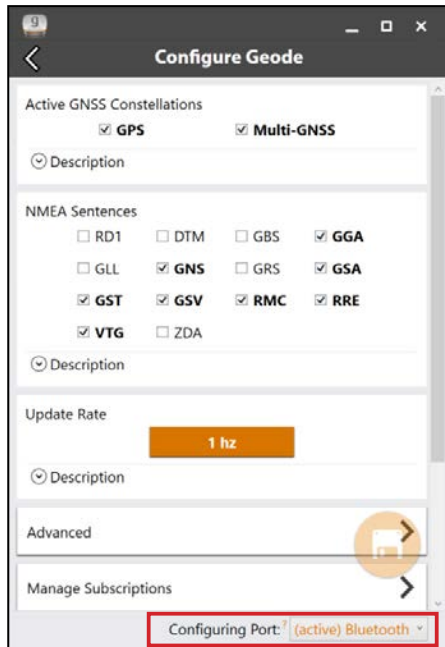 9
Configure Geode
Active GNSS Constellations
GPS Multi-GNSS
Description
NMEA Sentences
RD1 DTM GBS GGA
GLL GNS GRS GSA
GST GSV RMC RRE
VTG ZDA
Description
Update Rate
1 hz
Description
Advanced
Manage Subscriptions
Configuring Port: ? (active) Bluetooth